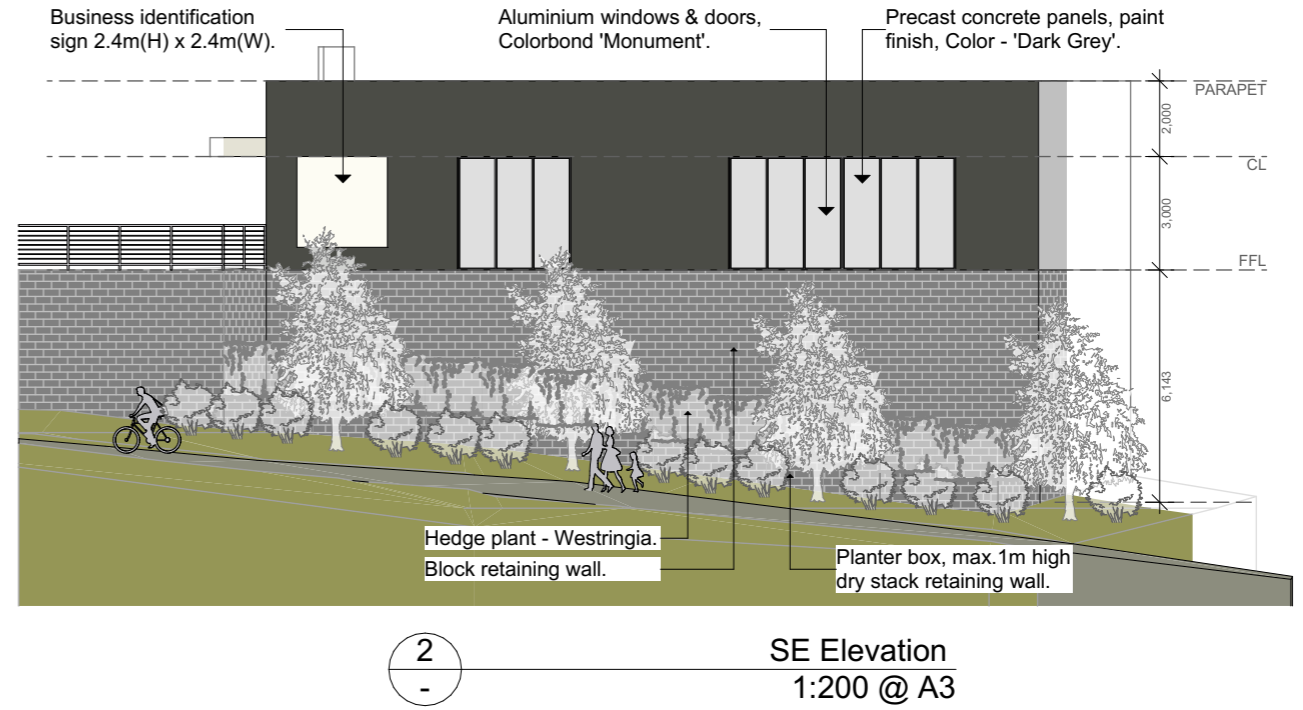 Business identification
sign 2.4m(H) x 2.4m(W).
Aluminium windows & doors,
Colorbond 'Monument'.
Precast concrete panels, paint
finish, Color - 'Dark Grey'.
PARAPET
2,000
CL
3,000
FFL
6,143
Hedge plant - Westringia.
Block retaining wall.
Planter box, max.1m high
dry stack retaining wall.
2
-
SE Elevation
1:200 @ A3